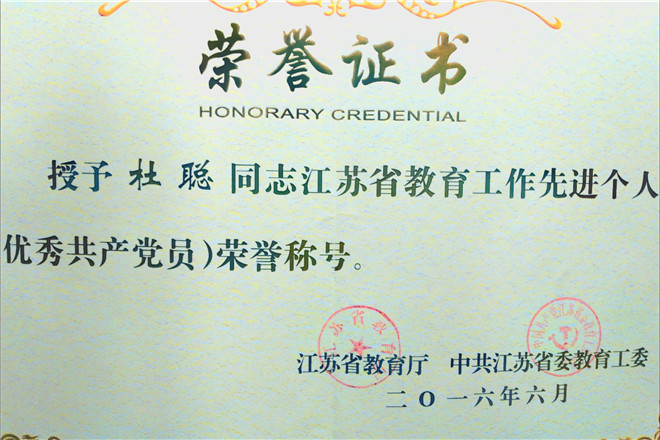 荣誉证书
HONORARY CREDENTIAL
授予杜聪同志江苏省教育工作先进个人
优秀共产党员)荣誉称号。
江苏省教育厅 中共江苏省委教育工委
二〇一六年六月